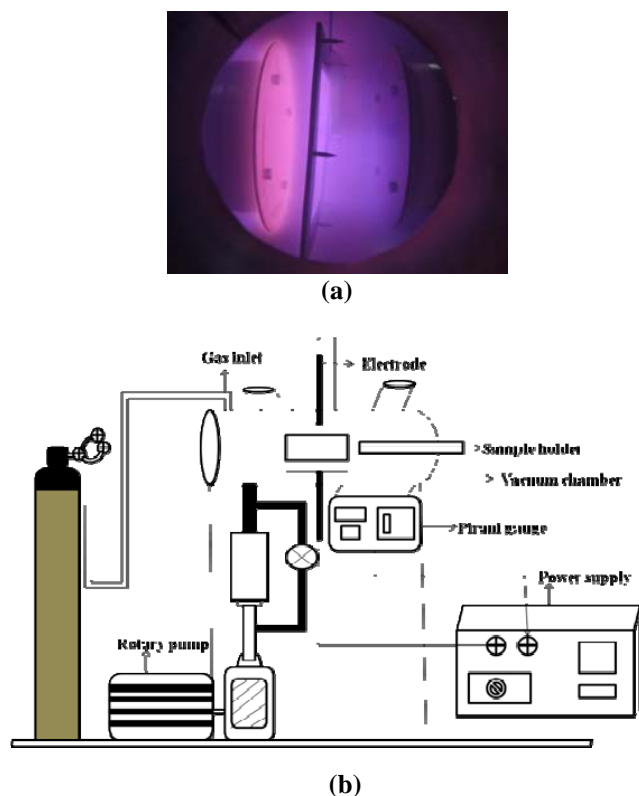 (a)
Gas inlet
Electrode
Sample holder
Vacuum chamber
Pirani gauge
Power supply
Rotary pump
(b)